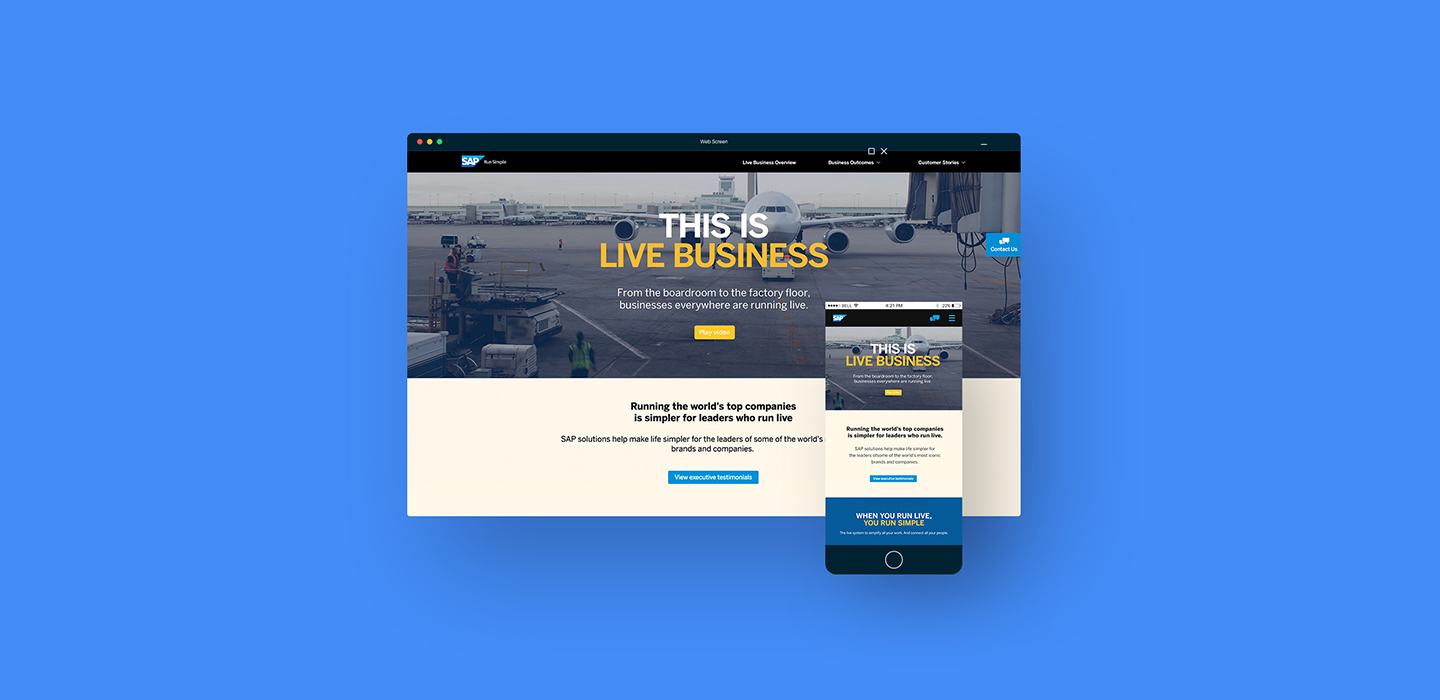 Web Screen
SAP Run Simple
Live Business Overview
Business Outcomes
Customer Stories
THIS IS
LIVE BUSINESS
From the boardroom to the factory floor,
businesses everywhere are running live.
Play video
Contact Us
Running the world's top companies
is simpler for leaders who run live
SAP solutions help make life simpler for the leaders of some of the world's
brands and companies.
View executive testimonials
BELL 4:21 PM 22%
SAP
THIS IS
LIVE BUSINESS
From the boardroom to the factory floor,
businesses everywhere are running live.
Play video
Running the world's top companies
is simpler for leaders who run live.
SAP solutions help make life simpler for
the leaders ofsome of the world's most iconic
brands and companies.
View executive testimonials
WHEN YOU RUN LIVE,
YOU RUN SIMPLE
The live system to simplify all your work. And connect all your people.